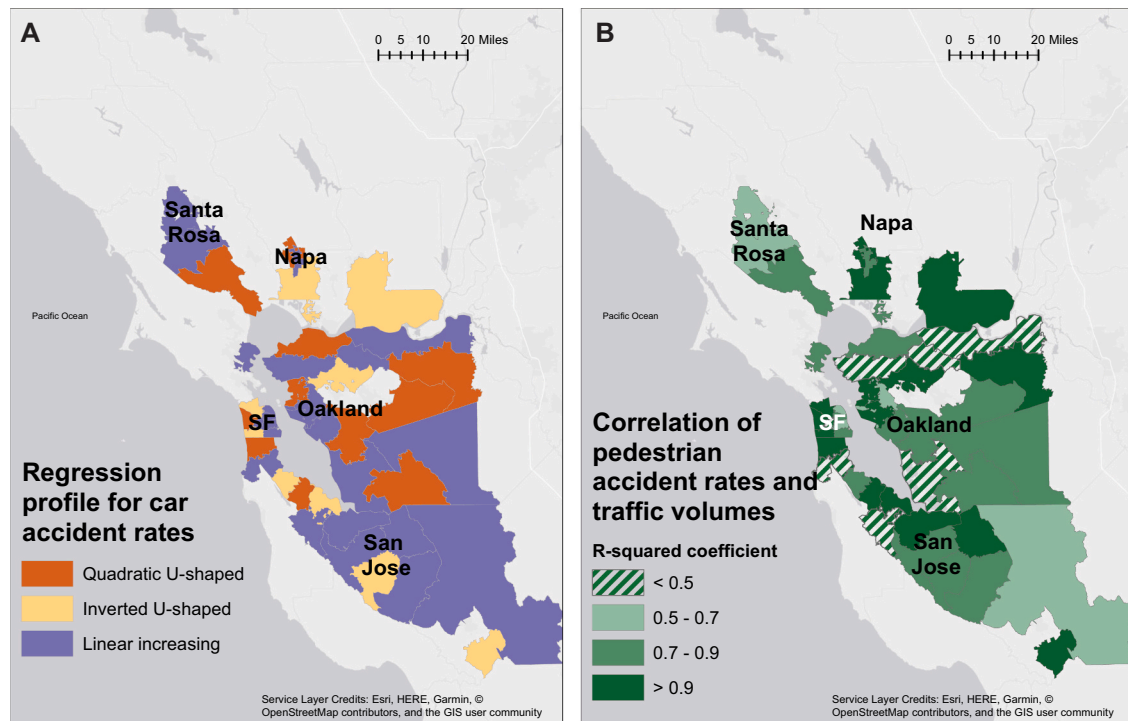 A
0 5 10 20 Miles
Santa
Rosa
Napa
Pacific Ocean
Oakland
SF
San
Jose
Regression
profile for car
accident rates
Quadratic U-shaped
Inverted U-shaped
Linear increasing
Service Layer Credits: Esri, HERE, Garmin, ©
OpenStreetMap contributors, and the GIS user community
B
0 5 10 20 Miles
Napa
Santa
Rosa
Pacific Ocean
SF
Oakland
San
Jose
Correlation of
pedestrian
accident rates and
traffic volumes
R-squared coefficient
< 0.5
0.5 - 0.7
0.7 - 0.9
> 0.9
Service Layer Credits: Esri, HERE, Garmin, ©
OpenStreetMap contributors, and the GIS user community